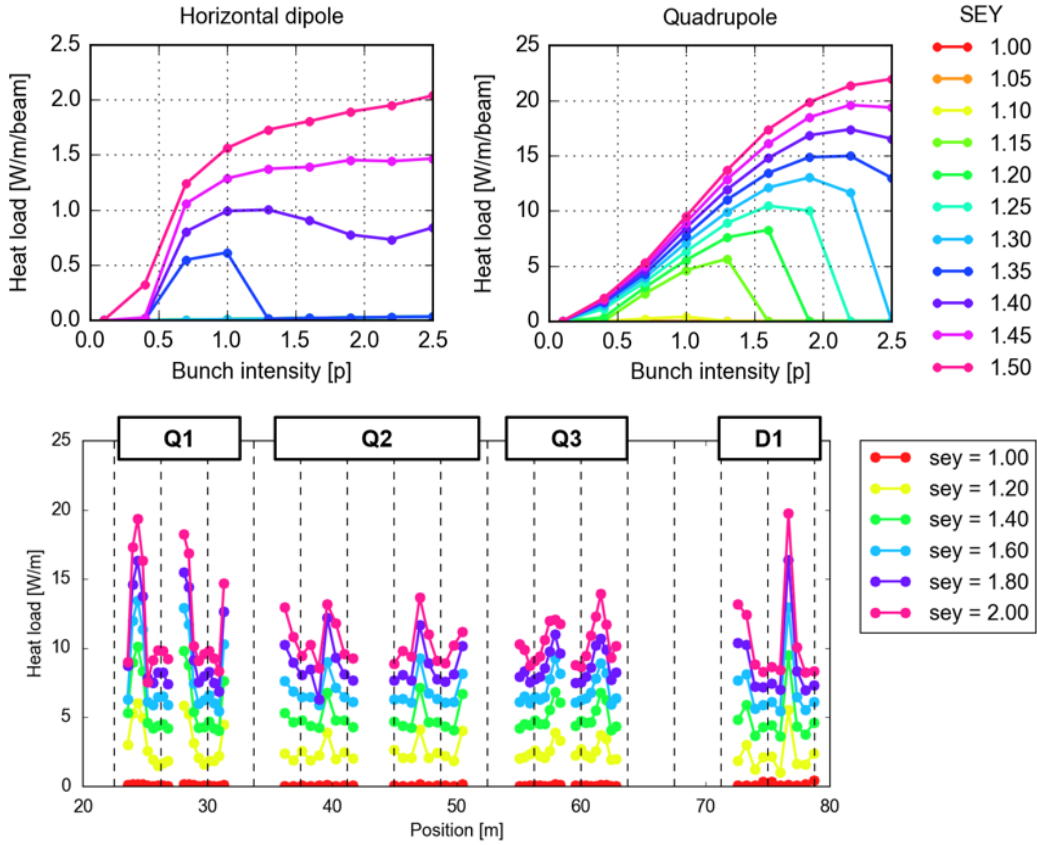 Horizontal dipole
2.5
2.0
1.5
1.0
0.5
0.0
Heat load [W/m/beam]
0.0 0.5 1.0 1.5 2.0 2.5
Bunch intensity [p]
Quadrupole
25
20
15
10
5
0
Heat load [W/m/beam]
0.0 0.5 1.0 1.5 2.0 2.5
Bunch intensity [p]
SEY
1.00
1.05
1.10
1.15
1.20
1.25
1.30
1.35
1.40
1.45
1.50
Q1 Q2 Q3 D1
25
20
15
10
5
0
Heat load [W/m]
20 30 40 50 60 70 80
Position [m]
sey = 1.00
sey = 1.20
sey = 1.40
sey = 1.60
sey = 1.80
sey = 2.00